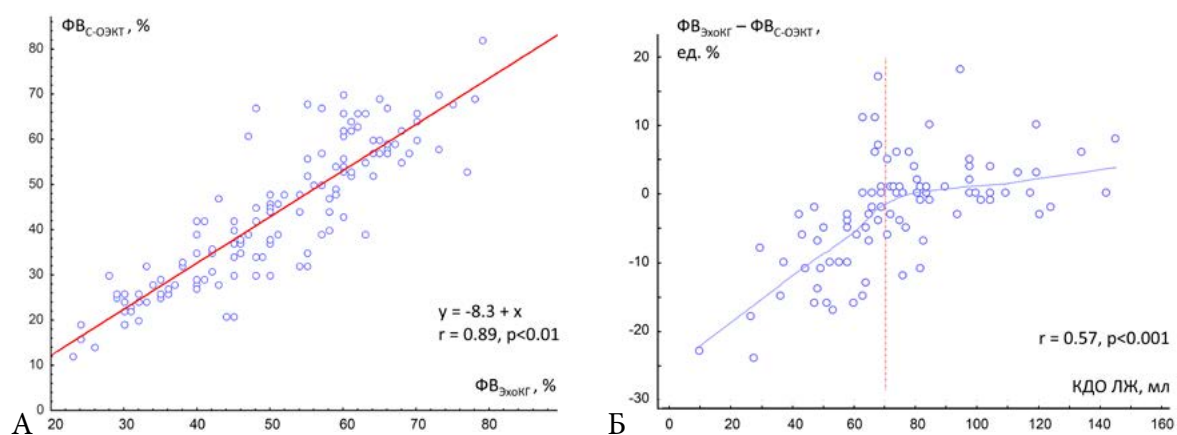 ФВС-ОЭКТ, %
80
70
60
50
40
30
20
10
0
y = -8.3 + x
r = 0.89, p<0.01
ФВЭхоКГ, %
20 30 40 50 60 70 80
А
ФВЭхоКГ – ФВС-ОЭКТ,
ед. %
20
10
0
-10
-20
-30
r = 0.57, p<0.001
КДО ЛЖ, мл
0 20 40 60 80 100 120 140 160
Б